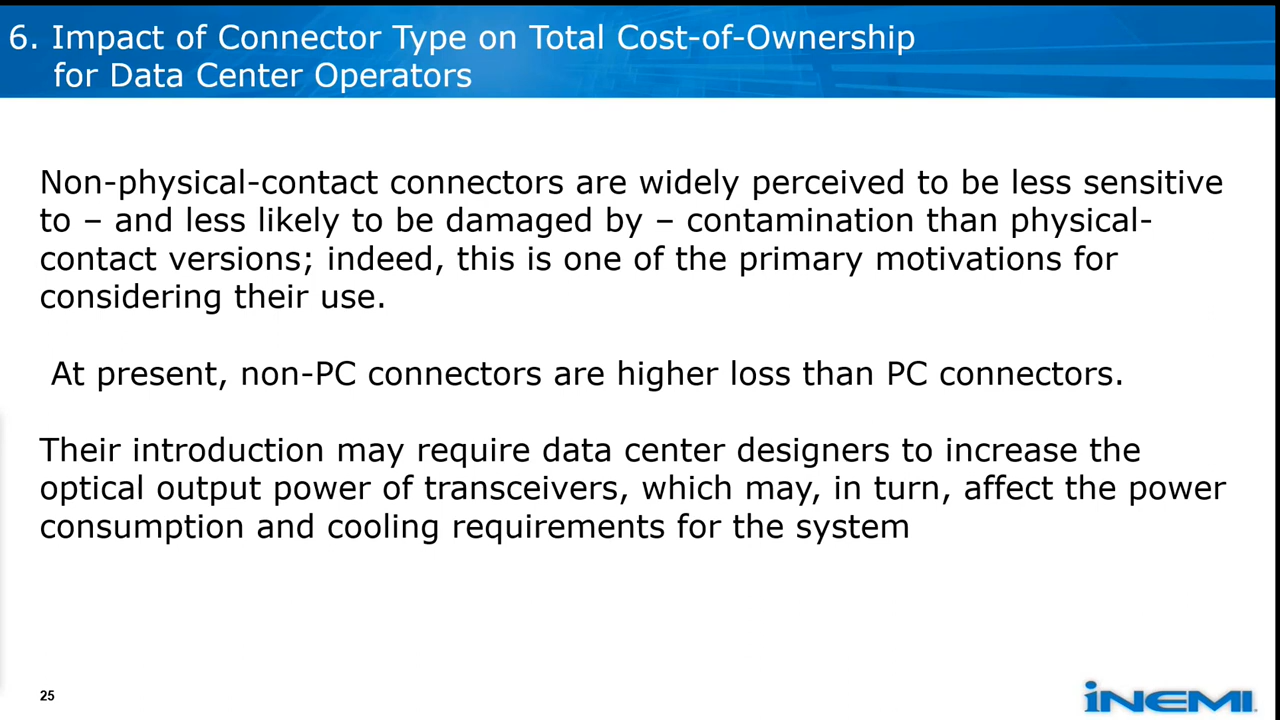 6. Impact of Connector Type on Total Cost-of-Ownership
for Data Center Operators
Non-physical-contact connectors are widely perceived to be less sensitive
to – and less likely to be damaged by – contamination than physical-
contact versions; indeed, this is one of the primary motivations for
considering their use.
At present, non-PC connectors are higher loss than PC connectors.
Their introduction may require data center designers to increase the
optical output power of transceivers, which may, in turn, affect the power
consumption and cooling requirements for the system
25
iNEMI